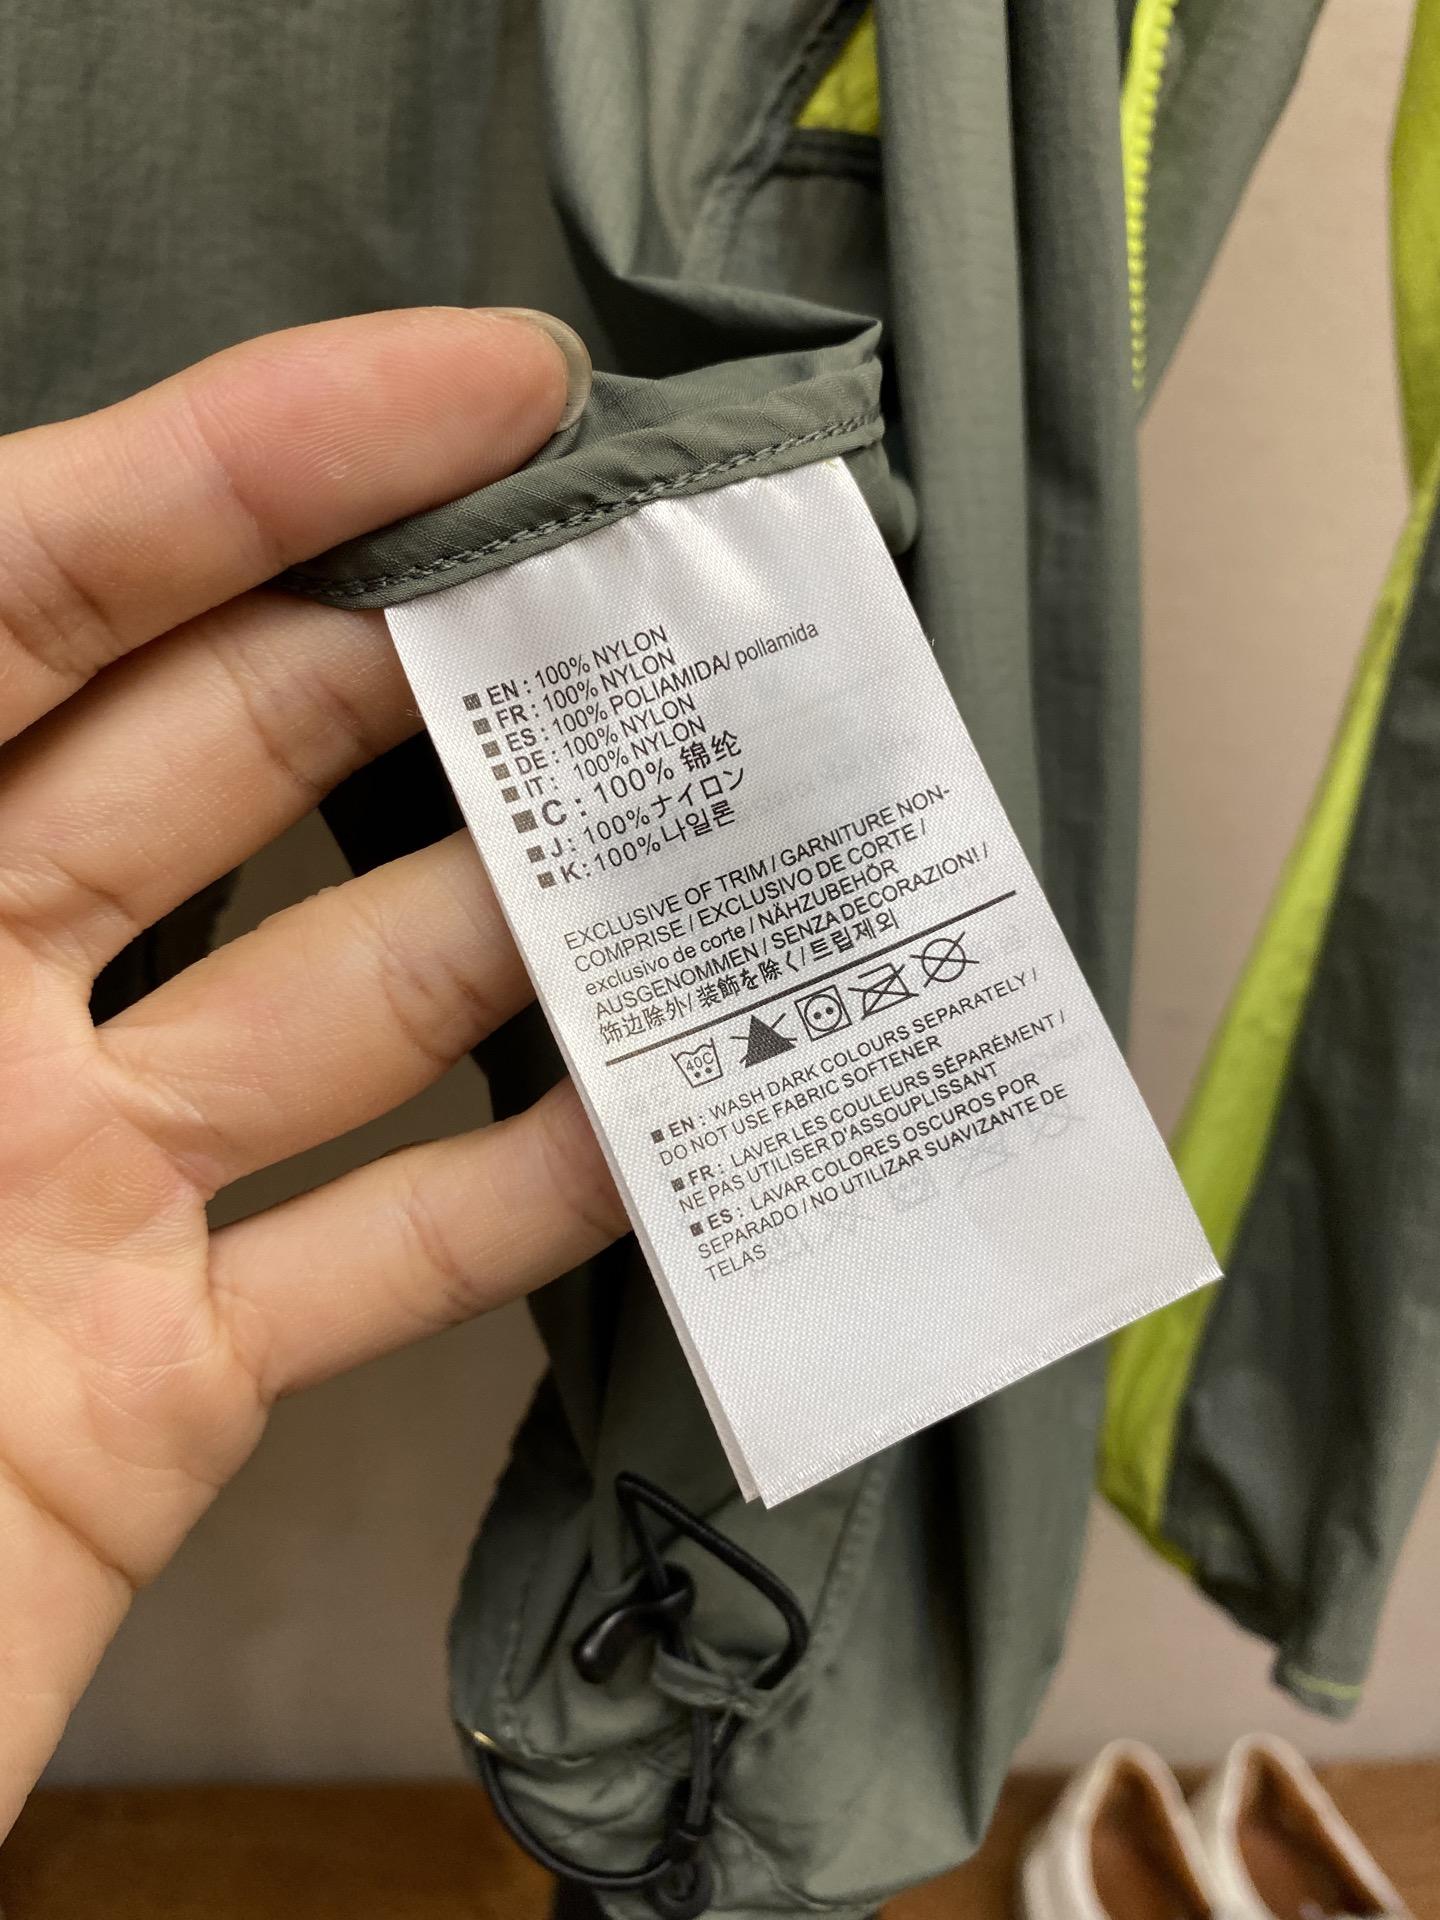 EN : 100% NYLON
FR : 100% NYLON
ES : 100% POLIAMIDA/ pollamida
DE : 100% NYLON
IT : 100% NYLON
C : 100% 锦纶
J : 100%ナイロン
K : 100%나일론
EXCLUSIVE OF TRIM / GARNITURE NON-
COMPRISE / EXCLUSIVO DE CORTE /
exclusivo de corte / NÄHZUBEHÖR
AUSGENOMMEN / SENZA DECORAZION! /
饰边除外/ 装飾を除く/ 트립제외
40C
EN : WASH DARK COLOURS SEPARATELY /
DO NOT USE FABRIC SOFTENER
FR : LAVER LES COULEURS SÉPARÉMENT /
NE PAS UTILISER D'ASSOUPLISSANT
ES : LAVAR COLORES OSCUROS POR
SEPARADO / NO UTILIZAR SUAVIZANTE DE
TELAS